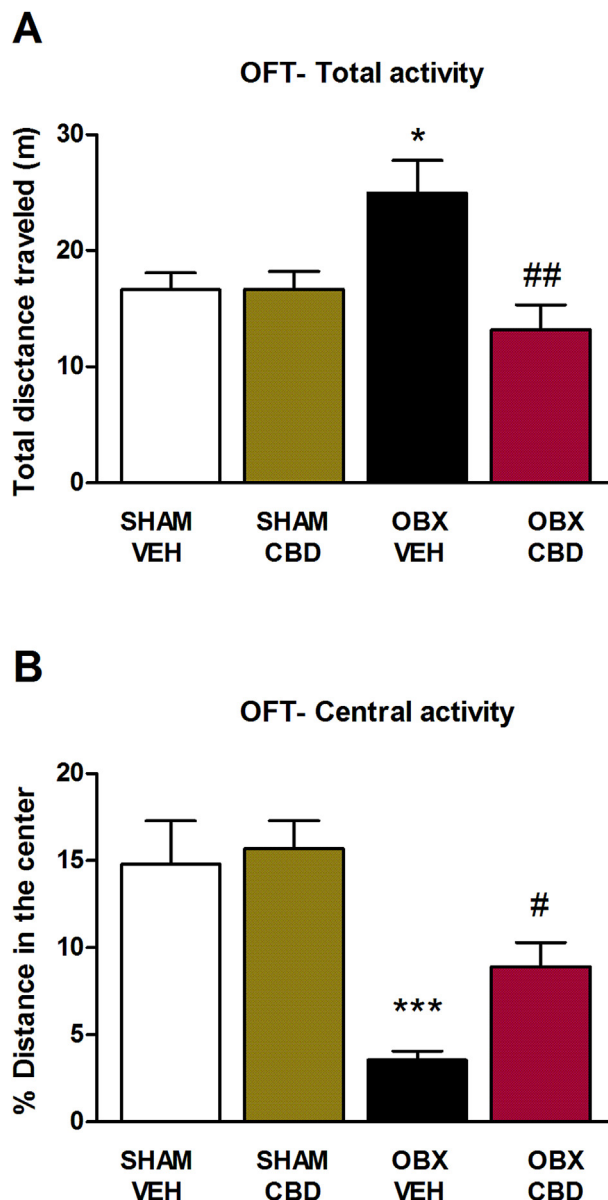 A
OFT- Total activity
Total disctance traveled (m)
30
20
10
0
*
##
SHAM VEH
SHAM CBD
OBX VEH
OBX CBD
B
OFT- Central activity
% Distance in the center
20
15
10
5
0
***
#
SHAM VEH
SHAM CBD
OBX VEH
OBX CBD